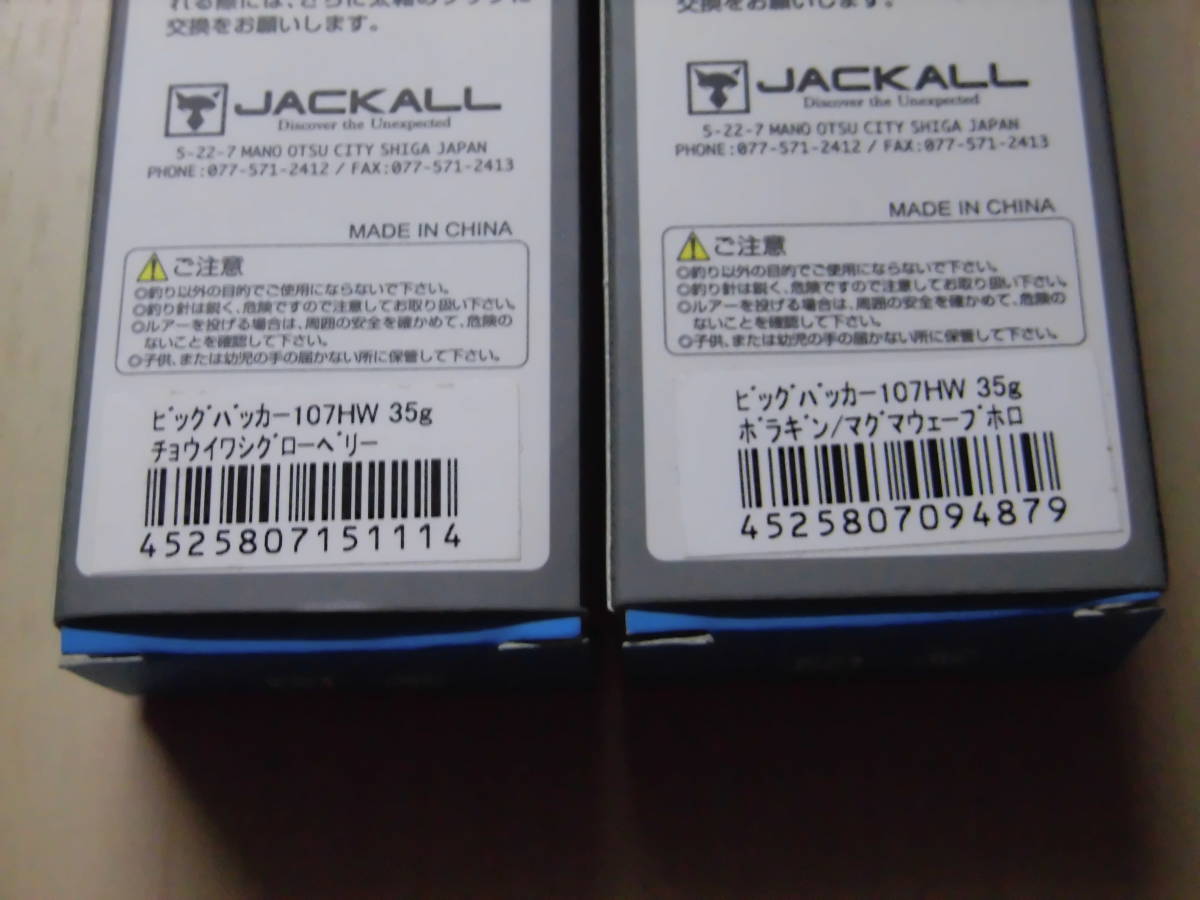 れる際には、さらに太軸のフックに
交換をお願いします。
JACKALL
Discover the Unexpected
5-22-7 MANO OTSU CITY SHIGA JAPAN
PHONE:077-571-2412 / FAX:077-571-2413
MADE IN CHINA
ご注意
◎釣り以外の目的でご使用にならないで下さい。
◎釣り針は鋭く、危険ですので注意してお取り扱い下さい。
◎ルアーを投げる場合は、周囲の安全を確かめて、危険の
ないことを確認して下さい。
◎子供、または幼児の手の届かない所に保管して下さい。
ビッグバッカー107HW 35g
チョウイワシグローベリー
4525807151114
交換をお願いします。
JACKALL
Discover the Unexpected
5-22-7 MANO OTSU CITY SHIGA JAPAN
PHONE:077-571-2412 / FAX:077-571-2413
MADE IN CHINA
ご注意
◎釣り以外の目的でご使用にならないで下さい。
◎釣り針は鋭く、危険ですので注意してお取り扱い下さい。
◎ルアーを投げる場合は、周囲の安全を確かめて、危険の
ないことを確認して下さい。
◎子供、または幼児の手の届かない所に保管して下さい。
ビッグバッカー107HW 35g
ボラギン/マグマウェーブホロ
4525807094879